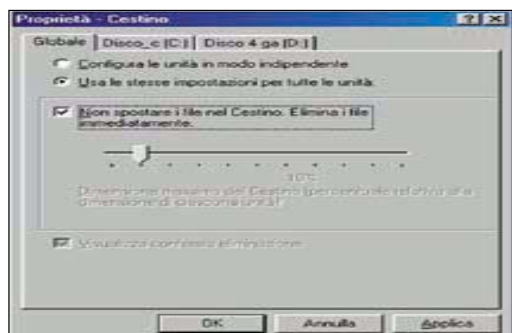 Proprietà - Cestino
Globale Disco_c (C:) Disco 4 ga (D:)
Configura le unità in modo indipendente
Usa le stesse impostazioni per tutte le unità:
Non spostare i file nel Cestino. Elimina i file
immediatamente.
10%
Dimensione massima del Cestino (percentuale relativa alla
dimensione di ciascuna unità)
Visualizza conferma eliminazione
OK Annulla Applica